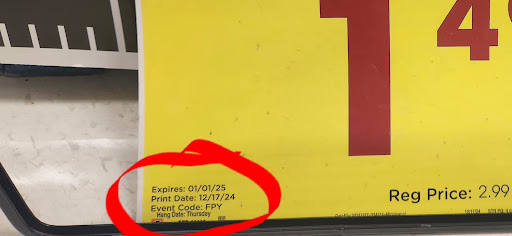 1 4
Expires: 01/01/25
Print Date: 12/17/24
Event Code: FPY
Hang Date: Thursday
Reg Price: 2.99